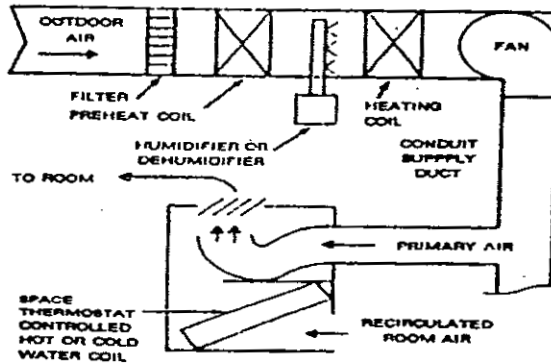 OUTDOOR
AIR
FAN
FILTER
PREHEAT COIL
HEATING
COIL
HUMIDIFIER OR
DEHUMIDIFIER
CONDUIT
SUPPPLY
DUCT
TO ROOM
PRIMARY AIR
SPACE
THERMOSTAT
CONTROLLED
HOT OR COLD
WATER COIL
RECIRCULATED
ROOM AIR